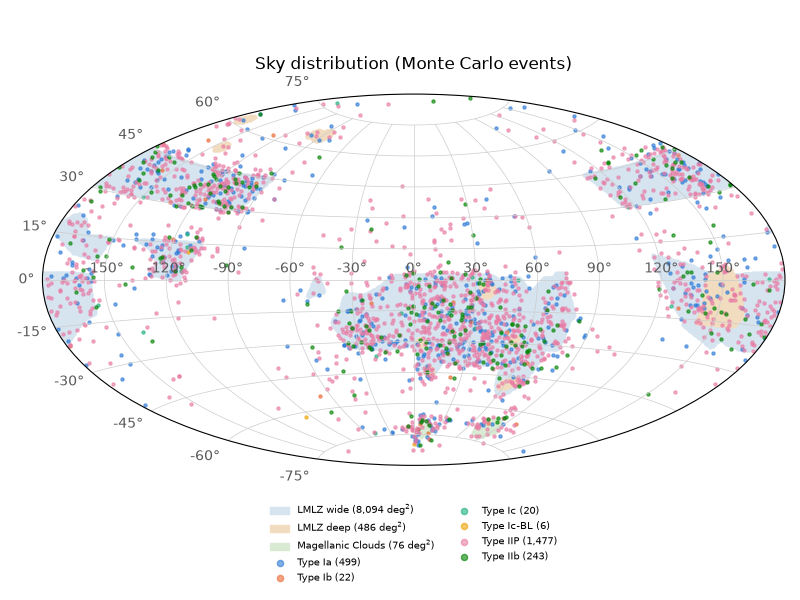 Sky distribution (Monte Carlo events)
75°
60°
45°
30°
15°
0°
-150° -120° -90° -60° -30° 0° 30° 60° 90° 120° 150°
-15°
-30°
-45°
-60°
-75°
LMLZ wide (8,094 deg²)
LMLZ deep (486 deg²)
Magellanic Clouds (76 deg²)
Type Ia (499)
Type Ib (22)
Type Ic (20)
Type Ic-BL (6)
Type IIP (1,477)
Type IIb (243)